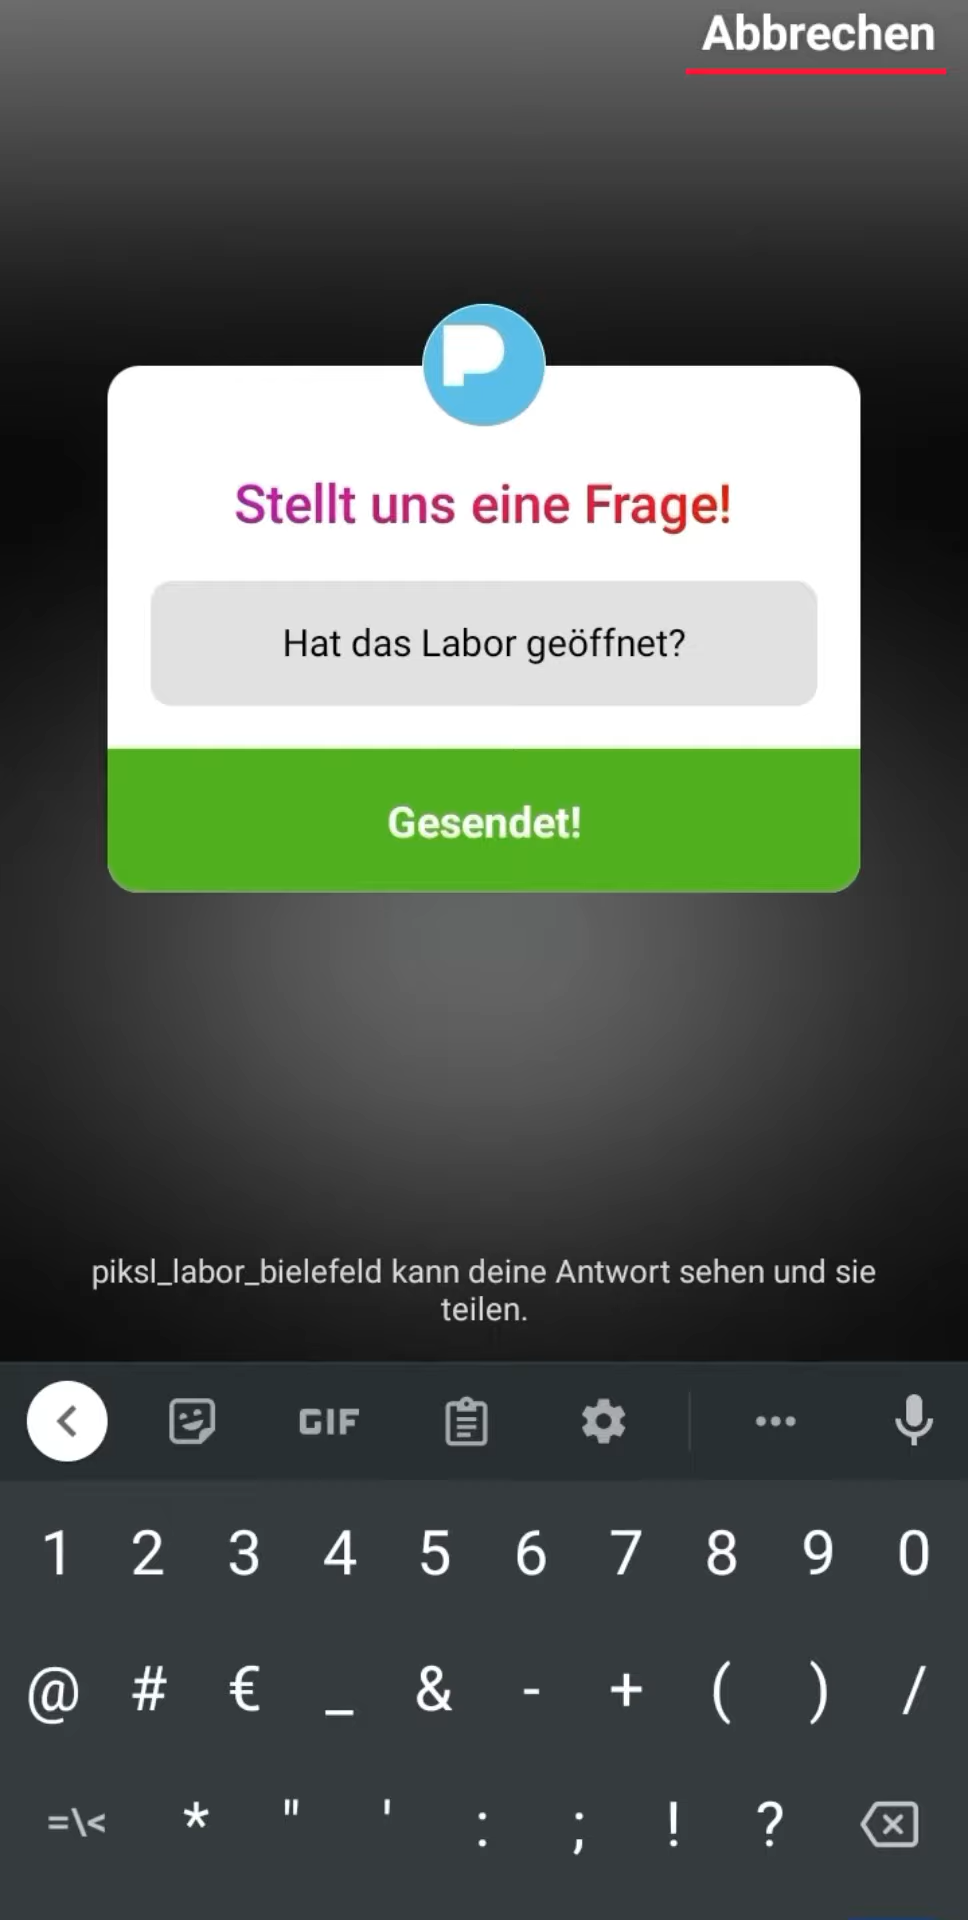 Abbrechen
P
Stellt uns eine Frage!
Hat das Labor geöffnet?
Gesendet!
piksl_labor_bielefeld kann deine Antwort sehen und sie
teilen.
GIF
1 2 3 4 5 6 7 8 9 0
@ # € _ & - + ( ) /
=\< * " ' : ; ! ?